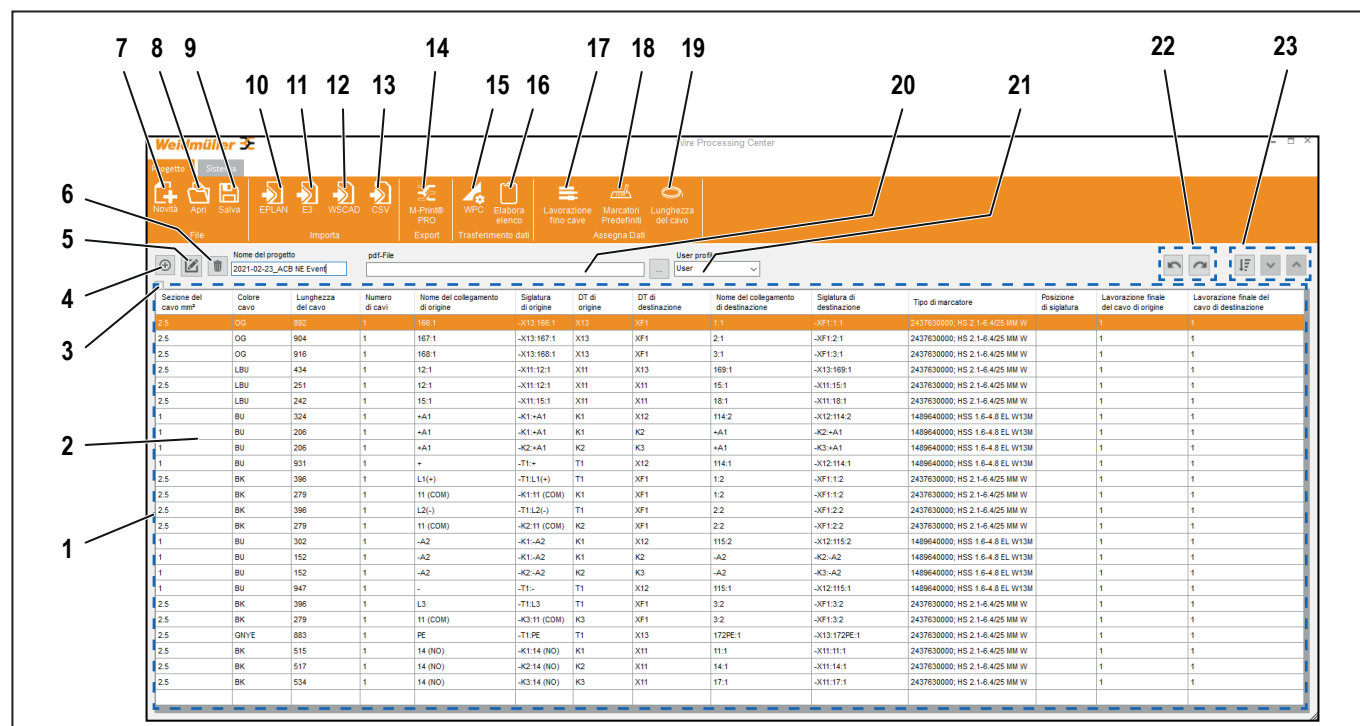 7 8 9 10 11 12 13 14 15 16 17 18 19 20 21 22 23
Weidmüller
Wire Processing Center
Progetto Sistema
Novità Apri Salva EPLAN E3 WSCAD CSV M-Print® PRO WPC Elabora elenco Lavorazione fino cave Marcatori Predefiniti Lunghezza del cavo
File Importa Export Trasferimento dati Assegna Dati
6
5
4
3
2
1
Nome del progetto pdf-File User profil
2021-02-23_ACB NE Event ... User
Sezione del cavo mm² Colore cavo Lunghezza del cavo Numero di cavi Nome del collegamento di origine Siglatura di origine DT di origine DT di destinazione Nome del collegamento di destinazione Siglatura di destinazione Tipo di marcatore Posizione di siglatura Lavorazione finale del cavo di origine Lavorazione finale del cavo di destinazione
2.5 OG 892 1 166:1 -X13:166:1 X13 XF1 1:1 -XF1:1:1 2437630000; HS 2.1-6.4/25 MM W 1 1
2.5 OG 904 1 167:1 -X13:167:1 X13 XF1 2:1 -XF1:2:1 2437630000; HS 2.1-6.4/25 MM W 1 1
2.5 OG 916 1 168:1 -X13:168:1 X13 XF1 3:1 -XF1:3:1 2437630000; HS 2.1-6.4/25 MM W 1 1
2.5 LBU 434 1 12:1 -X11:12:1 X11 X13 169:1 -X13:169:1 2437630000; HS 2.1-6.4/25 MM W 1 1
2.5 LBU 251 1 12:1 -X11:12:1 X11 X11 15:1 -X11:15:1 2437630000; HS 2.1-6.4/25 MM W 1 1
2.5 LBU 242 1 15:1 -X11:15:1 X11 X11 18:1 -X11:18:1 2437630000; HS 2.1-6.4/25 MM W 1 1
1 BU 324 1 +A1 -K1:+A1 K1 X12 114:2 -X12:114:2 1489640000; HSS 1.6-4.8 EL W13M 1 1
1 BU 206 1 +A1 -K1:+A1 K1 K2 +A1 -K2:+A1 1489640000; HSS 1.6-4.8 EL W13M 1 1
1 BU 206 1 +A1 -K2:+A1 K2 K3 +A1 -K3:+A1 1489640000; HSS 1.6-4.8 EL W13M 1 1
1 BU 931 1 + -T1:+ T1 X12 114:1 -X12:114:1 1489640000; HSS 1.6-4.8 EL W13M 1 1
2.5 BK 396 1 L1(+) -T1:L1(+) T1 XF1 1:2 -XF1:1:2 2437630000; HS 2.1-6.4/25 MM W 1 1
2.5 BK 279 1 11 (COM) -K1:11 (COM) K1 XF1 1:2 -XF1:1:2 2437630000; HS 2.1-6.4/25 MM W 1 1
2.5 BK 396 1 L2(-) -T1:L2(-) T1 XF1 2:2 -XF1:2:2 2437630000; HS 2.1-6.4/25 MM W 1 1
2.5 BK 279 1 11 (COM) -K2:11 (COM) K2 XF1 2:2 -XF1:2:2 2437630000; HS 2.1-6.4/25 MM W 1 1
1 BU 302 1 -A2 -K1:-A2 K1 X12 115:2 -X12:115:2 1489640000; HSS 1.6-4.8 EL W13M 1 1
1 BU 152 1 -A2 -K1:-A2 K1 K2 -A2 -K2:-A2 1489640000; HSS 1.6-4.8 EL W13M 1 1
1 BU 152 1 -A2 -K2:-A2 K2 K3 -A2 -K3:-A2 1489640000; HSS 1.6-4.8 EL W13M 1 1
1 BU 947 1 - -T1:- T1 X12 115:1 -X12:115:1 1489640000; HSS 1.6-4.8 EL W13M 1 1
2.5 BK 396 1 L3 -T1:L3 T1 XF1 3:2 -XF1:3:2 2437630000; HS 2.1-6.4/25 MM W 1 1
2.5 BK 279 1 11 (COM) -K3:11 (COM) K3 XF1 3:2 -XF1:3:2 2437630000; HS 2.1-6.4/25 MM W 1 1
2.5 GNYE 883 1 PE -T1:PE T1 X13 172PE:1 -X13:172PE:1 2437630000; HS 2.1-6.4/25 MM W 1 1
2.5 BK 515 1 14 (NO) -K1:14 (NO) K1 X11 11:1 -X11:11:1 2437630000; HS 2.1-6.4/25 MM W 1 1
2.5 BK 517 1 14 (NO) -K2:14 (NO) K2 X11 14:1 -X11:14:1 2437630000; HS 2.1-6.4/25 MM W 1 1
2.5 BK 534 1 14 (NO) -K3:14 (NO) K3 X11 17:1 -X11:17:1 2437630000; HS 2.1-6.4/25 MM W 1 1